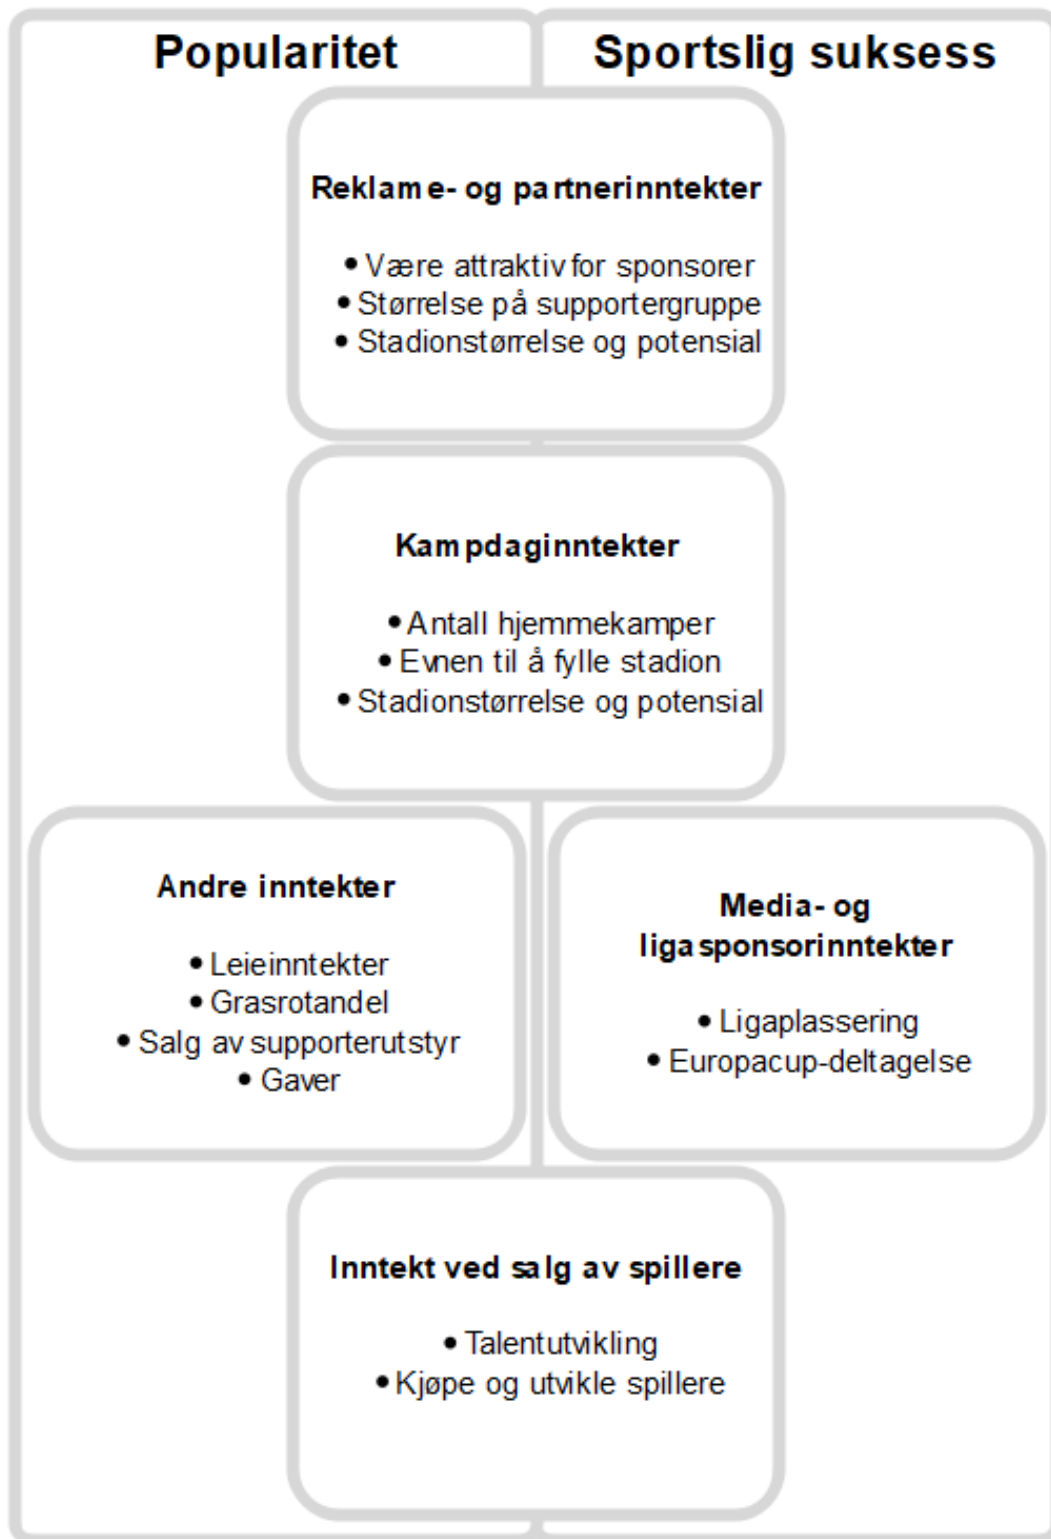 Popularitet
Sportslig suksess
Reklame- og partnerinntekter
• Være attraktiv for sponsorer
• Størrelse på supportergruppe
• Stadionstørrelse og potensial
Kampdaginntekter
• Antall hjemmekamper
• Evnen til å fylle stadion
• Stadionstørrelse og potensial
Andre inntekter
• Leieinntekter
• Grasrotandel
• Salg av supporterutstyr
• Gaver
Media- og
ligasponsorinntekter
• Ligaplassering
• Europacup-deltagelse
Inntekt ved salg av spillere
• Talentutvikling
• Kjøpe og utvikle spillere